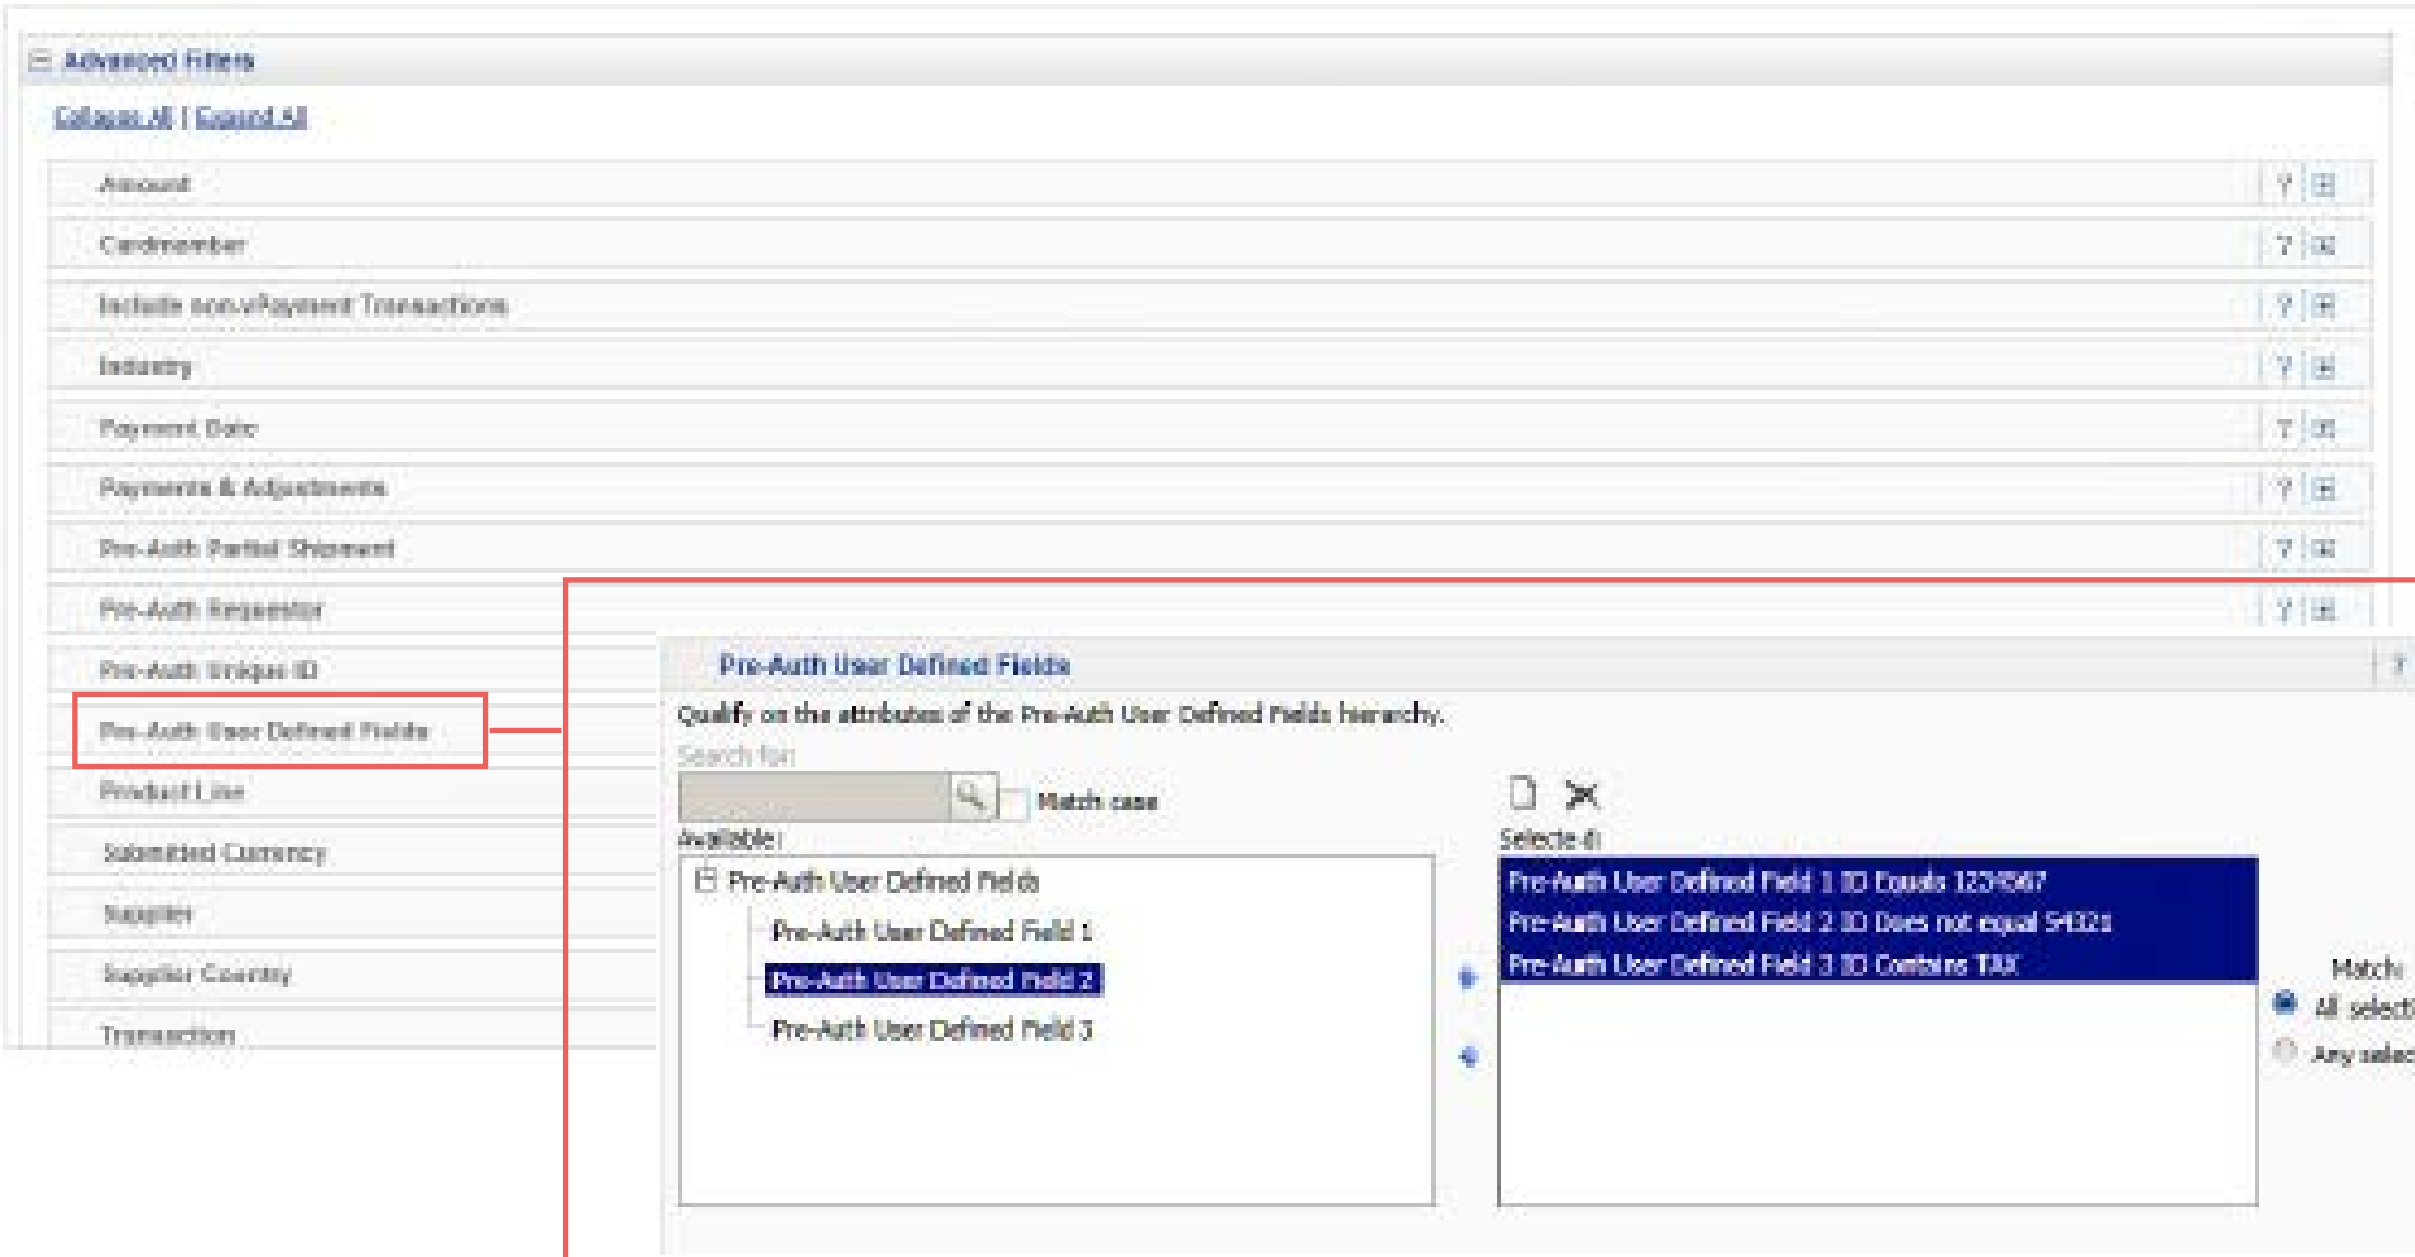 Advanced Filters
Collapse All | Expand All
Amount ?
Cardmember ?
Include non-vPayment Transactions ?
Industry ?
Payment Date ?
Payments & Adjustments ?
Pre-Auth Partial Shipment ?
Pre-Auth Requestor ?
Pre-Auth Unique ID
Pre-Auth User Defined Fields
Product Line
Submitted Currency
Supplier
Supplier Country
Transaction
Pre-Auth User Defined Fields ?
Qualify on the attributes of the Pre-Auth User Defined Fields hierarchy.
Search for:
Match case
Available:
Pre-Auth User Defined Fields
Pre-Auth User Defined Field 1
Pre-Auth User Defined Field 2
Pre-Auth User Defined Field 3
Selected:
Pre-Auth User Defined Field 1 ID Equals 1234567
Pre-Auth User Defined Field 2 ID Does not equal 54321
Pre-Auth User Defined Field 3 ID Contains TAX
Match:
All selecti
Any selec